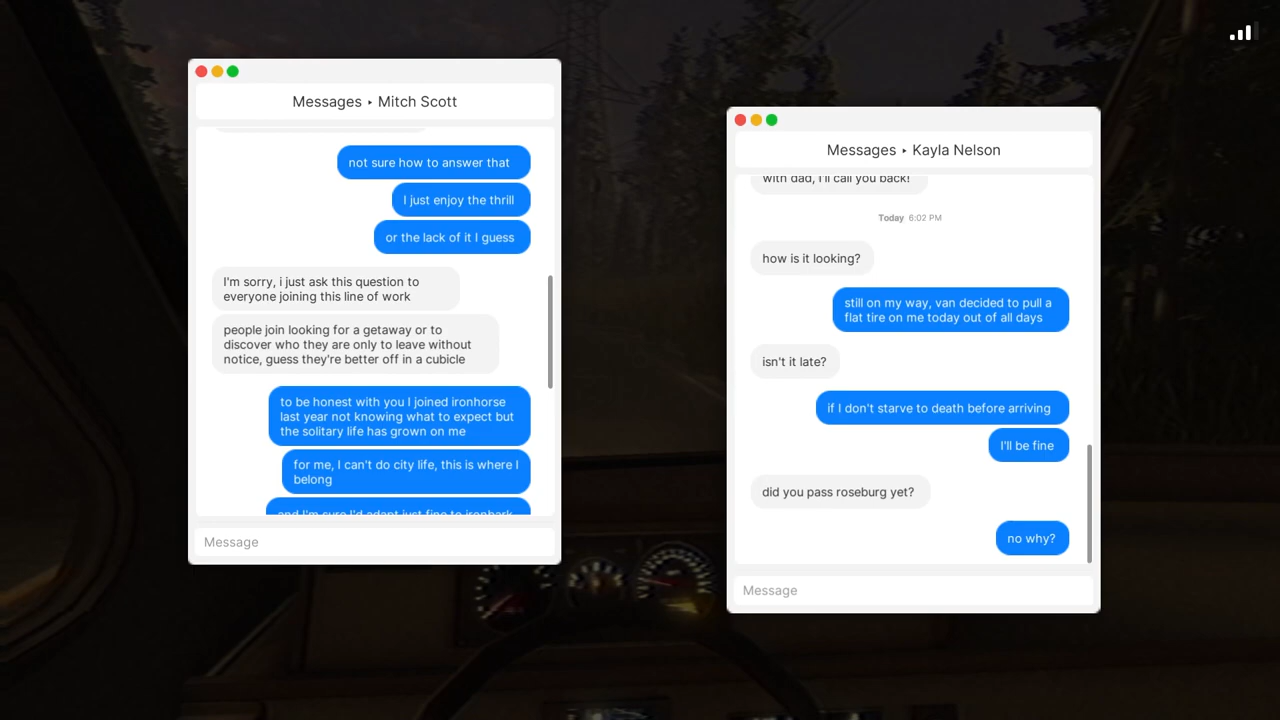 Messages ‣ Mitch Scott
not sure how to answer that
I just enjoy the thrill
or the lack of it I guess
I'm sorry, i just ask this question to
everyone joining this line of work
people join looking for a getaway or to
discover who they are only to leave without
notice, guess they're better off in a cubicle
to be honest with you I joined ironhorse
last year not knowing what to expect but
the solitary life has grown on me
for me, I can't do city life, this is where I
belong
and I'm sure I'd adapt just fine to ironbark
Message
Messages ‣ Kayla Nelson
with dad, I'll call you back!
Today 6:02 PM
how is it looking?
still on my way, van decided to pull a
flat tire on me today out of all days
isn't it late?
if I don't starve to death before arriving
I'll be fine
did you pass roseburg yet?
no why?
Message